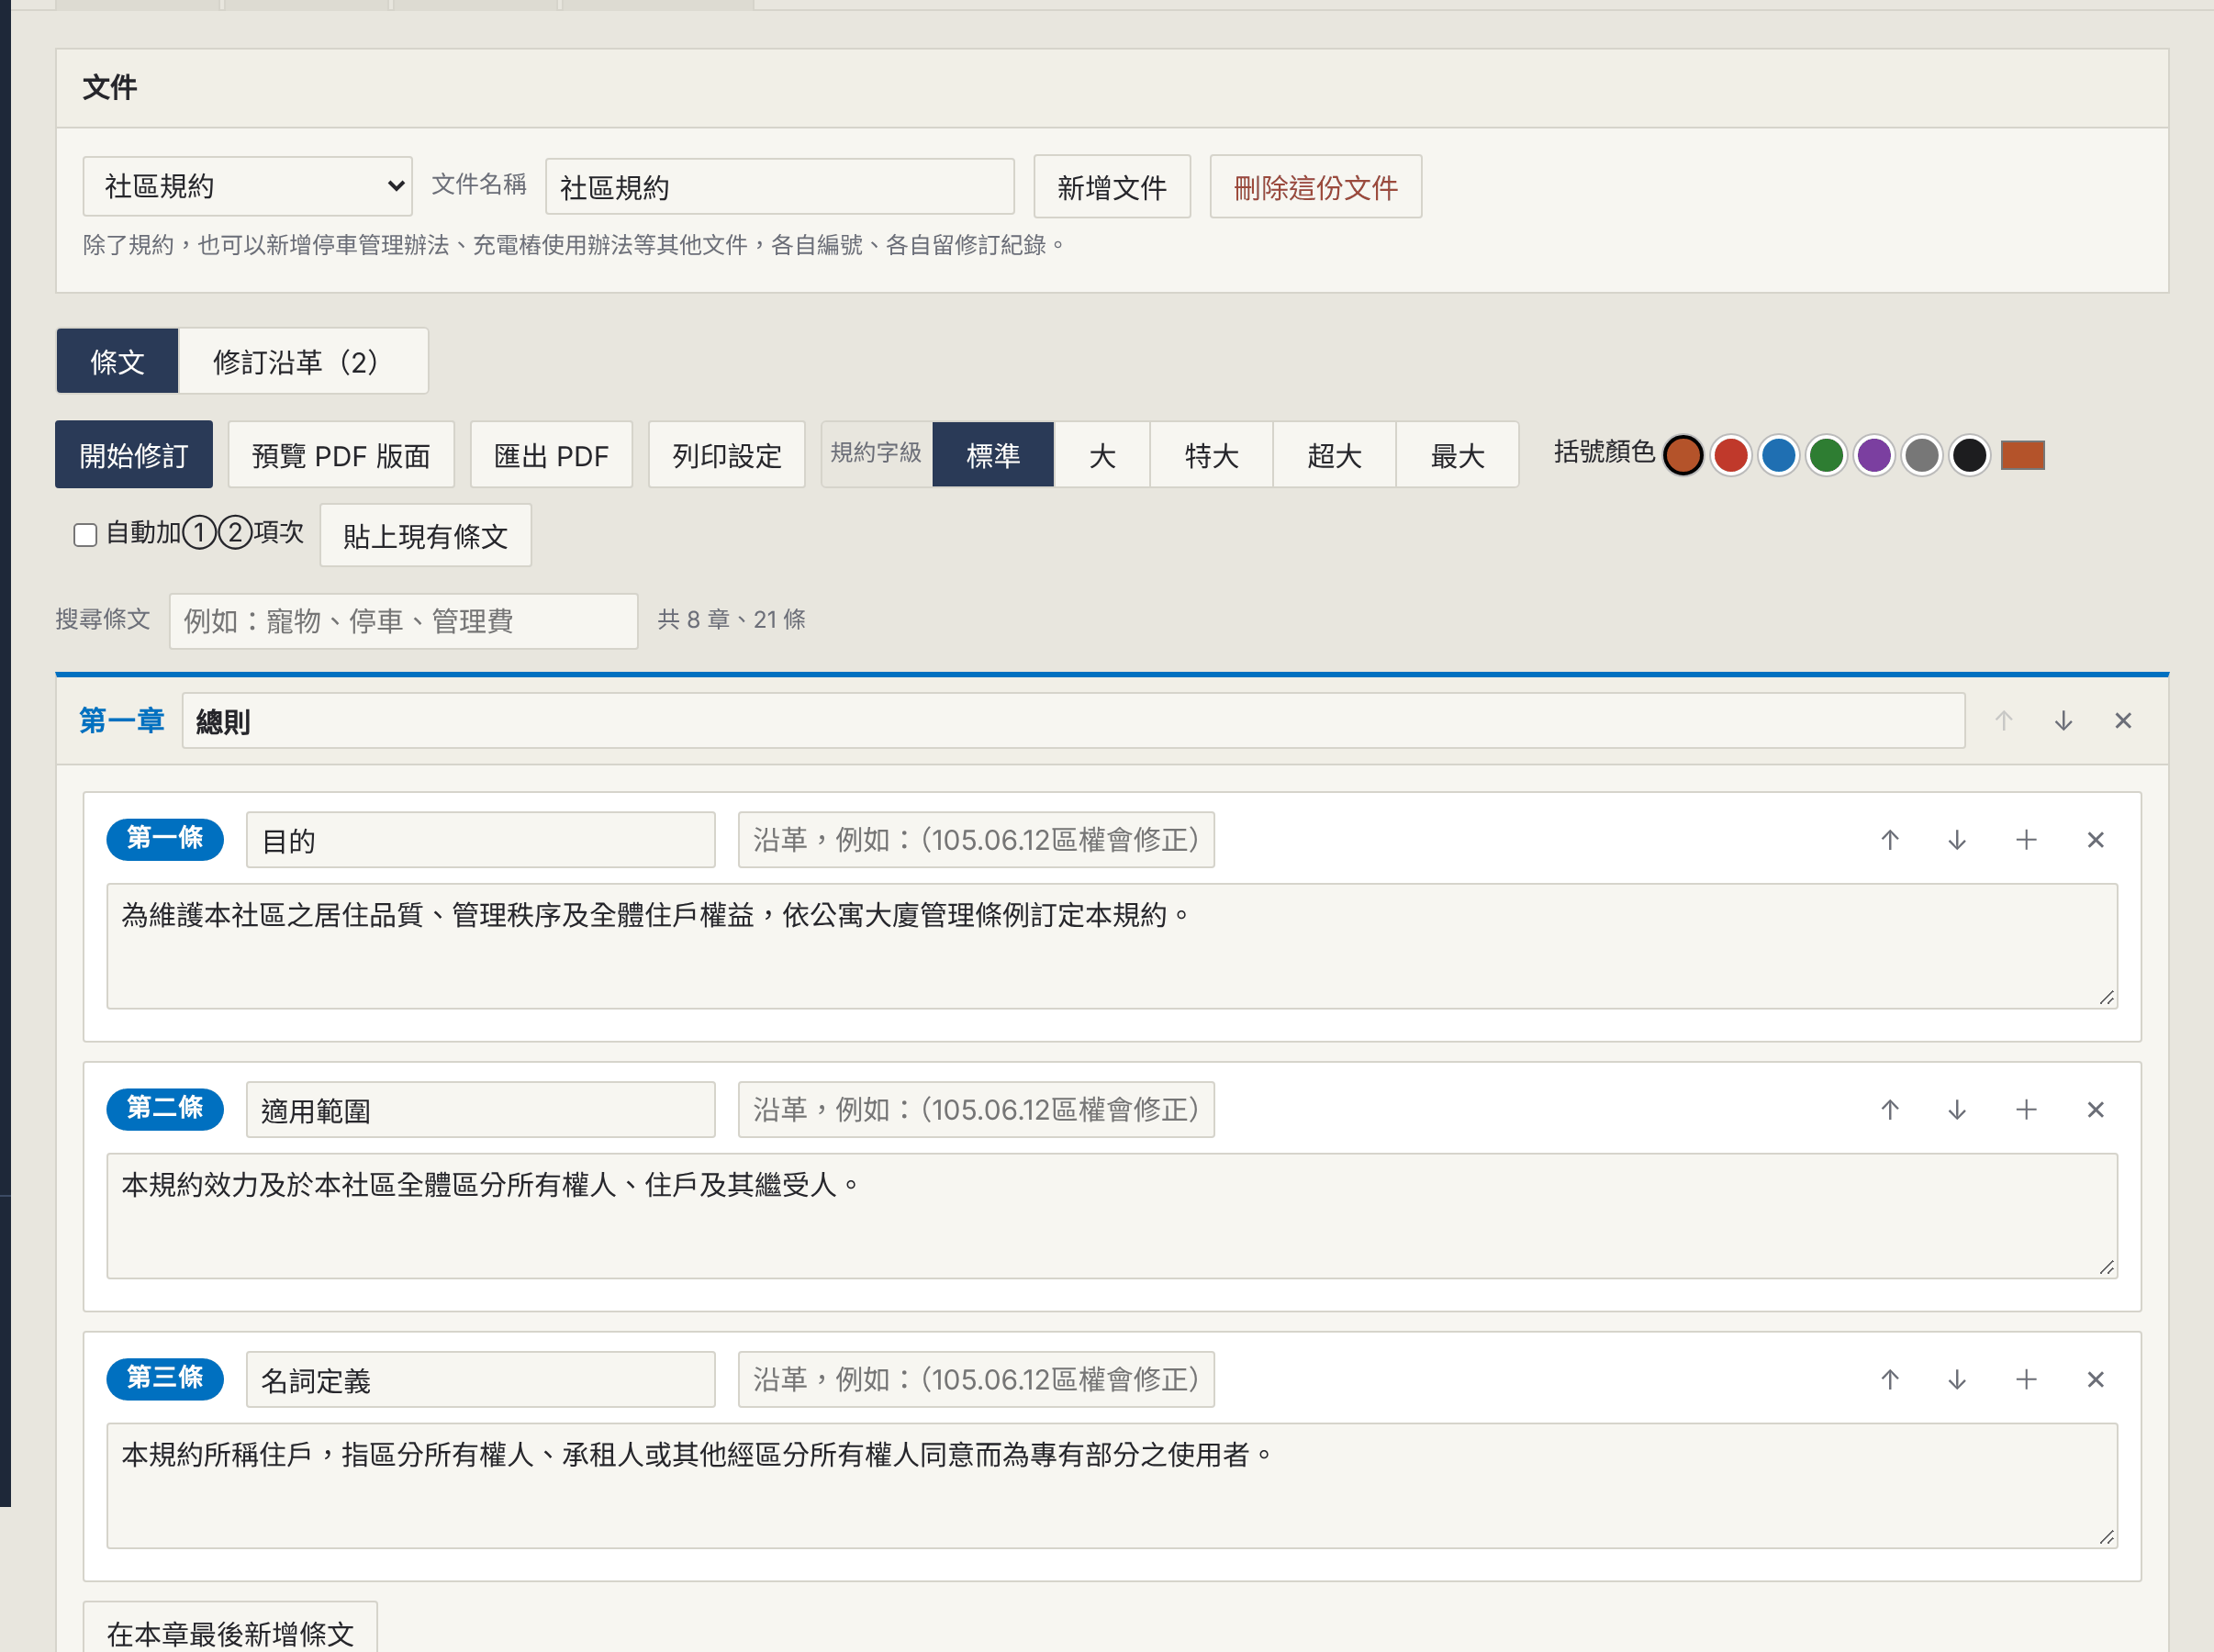 文件
社區規約 文件名稱 社區規約 新增文件 刪除這份文件
除了規約，也可以新增停車管理辦法、充電樁使用辦法等其他文件，各自編號、各自留修訂紀錄。
條文 修訂沿革（2）
開始修訂 預覽 PDF 版面 匯出 PDF 列印設定 規約字級 標準 大 特大 超大 最大 括號顏色
自動加①②項次 貼上現有條文
搜尋條文 例如：寵物、停車、管理費 共 8 章、21 條
第一章 總則
第一條 目的 沿革，例如：（105.06.12區權會修正）
為維護本社區之居住品質、管理秩序及全體住戶權益，依公寓大廈管理條例訂定本規約。
第二條 適用範圍 沿革，例如：（105.06.12區權會修正）
本規約效力及於本社區全體區分所有權人、住戶及其繼受人。
第三條 名詞定義 沿革，例如：（105.06.12區權會修正）
本規約所稱住戶，指區分所有權人、承租人或其他經區分所有權人同意而為專有部分之使用者。
在本章最後新增條文